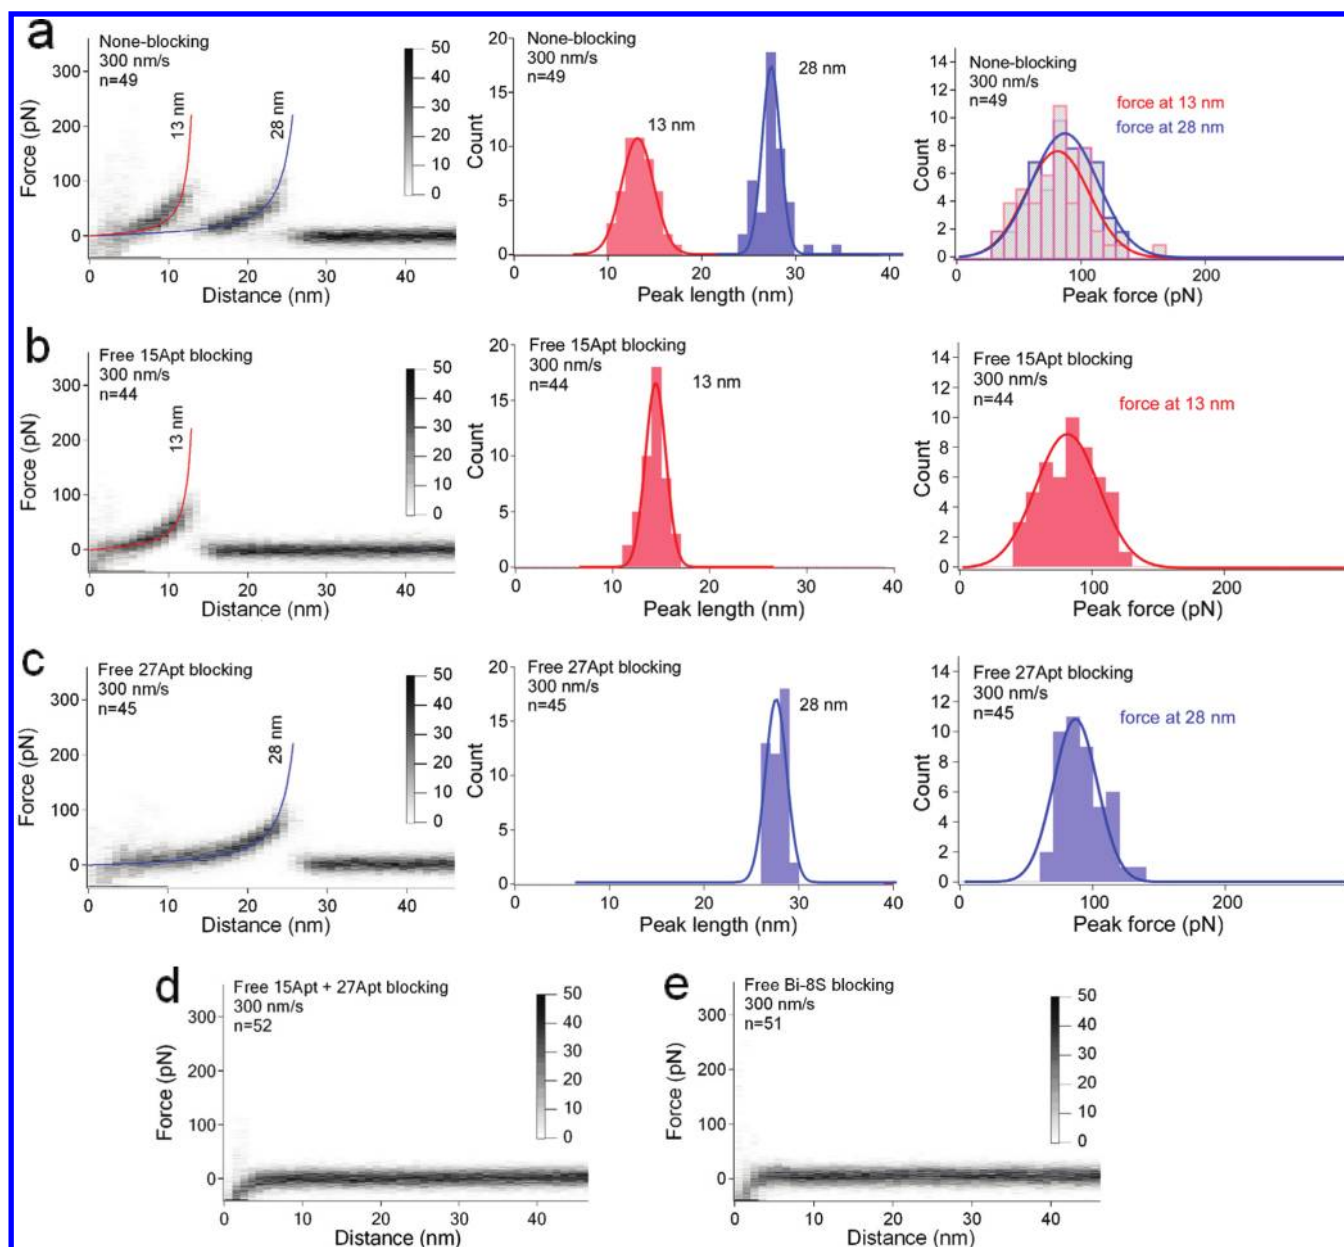 a
None-blocking
300 nm/s
n=49
300
200
100
0
Force (pN)
13 nm
28 nm
50
40
30
20
10
0
0 10 20 30 40
Distance (nm)
None-blocking
300 nm/s
n=49
13 nm
28 nm
20
15
10
5
0
Count
0 10 20 30 40
Peak length (nm)
None-blocking
300 nm/s
n=49
force at 13 nm
force at 28 nm
14
12
10
8
6
4
2
0
Count
0 100 200
Peak force (pN)
b
Free 15Apt blocking
300 nm/s
n=44
300
200
100
0
Force (pN)
13 nm
50
40
30
20
10
0
0 10 20 30 40
Distance (nm)
Free 15Apt blocking
300 nm/s
n=44
13 nm
20
15
10
5
0
Count
0 10 20 30 40
Peak length (nm)
Free 15Apt blocking
300 nm/s
n=44
force at 13 nm
14
12
10
8
6
4
2
0
Count
0 100 200
Peak force (pN)
c
Free 27Apt blocking
300 nm/s
n=45
300
200
100
0
Force (pN)
28 nm
50
40
30
20
10
0
0 10 20 30 40
Distance (nm)
Free 27Apt blocking
300 nm/s
n=45
28 nm
20
15
10
5
0
Count
0 10 20 30 40
Peak length (nm)
Free 27Apt blocking
300 nm/s
n=45
force at 28 nm
14
12
10
8
6
4
2
0
Count
0 100 200
Peak force (pN)
d
Free 15Apt + 27Apt blocking
300 nm/s
n=52
300
200
100
0
Force (pN)
50
40
30
20
10
0
0 10 20 30 40
Distance (nm)
e
Free Bi-8S blocking
300 nm/s
n=51
300
200
100
0
Force (pN)
50
40
30
20
10
0
0 10 20 30 40
Distance (nm)